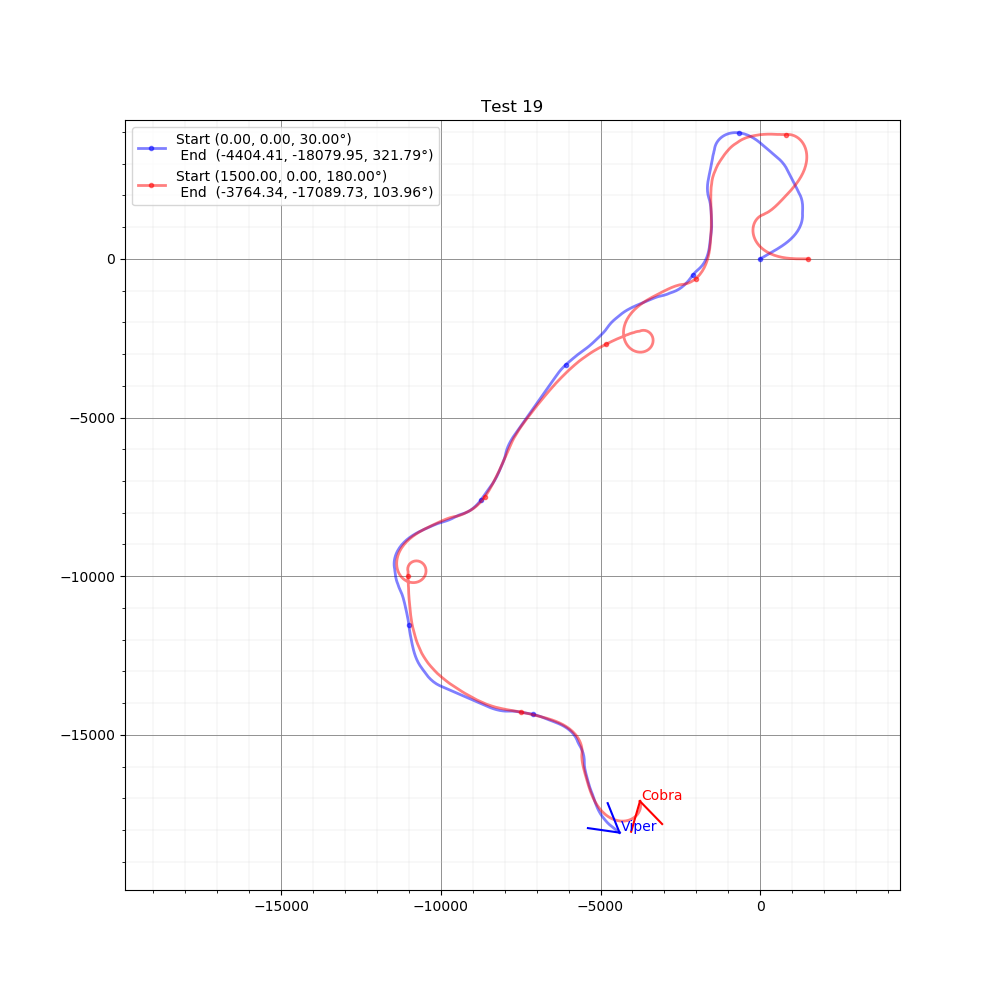 Test 19
Start (0.00, 0.00, 30.00°)
End (-4404.41, -18079.95, 321.79°)
Start (1500.00, 0.00, 180.00°)
End (-3764.34, -17089.73, 103.96°)
0
−5000
−10000
−15000
Cobra
Viper
−15000
−10000
−5000
0